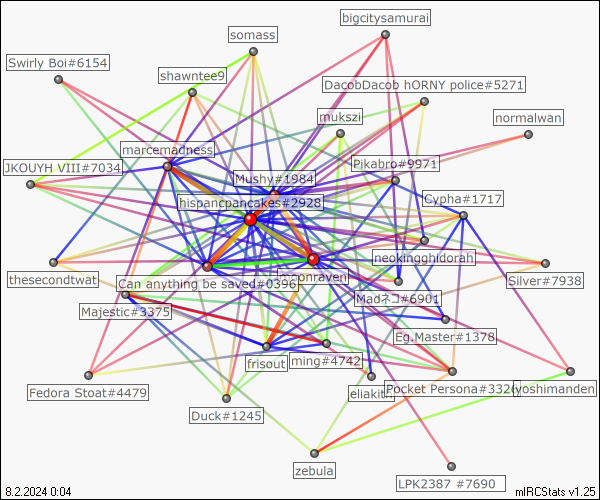 bigcitysamurai
somass
Swirly Boi#6154
shawntee9
DacobDacob hORNY police#5271
mukszi
normalwan
marcemadness
Pikabro#9971
JKOUYH VIII#7034
Mushy#1984
Cypha#1717
hispancpancakes#2928
neokingghidorah
thesecondtwat
Can anything be saved#0396
Silver#7938
Madネコ#6901
Majestic#3375
Eg.Master#1378
frisout
ming#4742
Fedora Stoat#4479
eliakith
Pocket Persona#3326
yoshimanden
Duck#1245
zebula
LPK2387 #7690
8.2.2024 0:04
mIRCStats v1.25